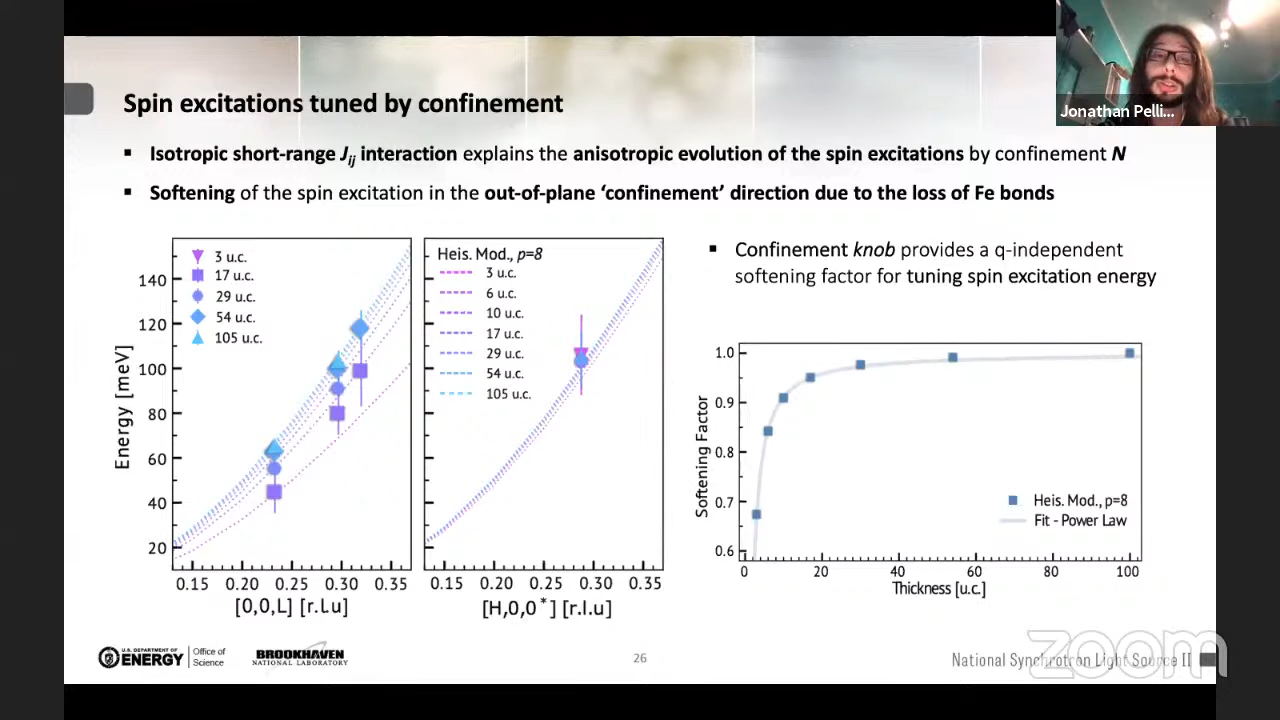 Jonathan Pelli...
Spin excitations tuned by confinement
▪ Isotropic short-range Jij interaction explains the anisotropic evolution of the spin excitations by confinement N
▪ Softening of the spin excitation in the out-of-plane ‘confinement’ direction due to the loss of Fe bonds
3 u.c.
17 u.c.
29 u.c.
54 u.c.
105 u.c.
140
120
100
80
60
40
20
Energy [meV]
0.15 0.20 0.25 0.30 0.35
[0,0,L] [r.l.u]
Heis. Mod., p=8
3 u.c.
6 u.c.
10 u.c.
17 u.c.
29 u.c.
54 u.c.
105 u.c.
0.15 0.20 0.25 0.30 0.35
[H,0,0*] [r.l.u]
▪ Confinement knob provides a q-independent
softening factor for tuning spin excitation energy
1.0
0.9
0.8
0.7
0.6
Softening Factor
Heis. Mod., p=8
Fit - Power Law
0 20 40 60 80 100
Thickness [u.c.]
U.S. DEPARTMENT OF
ENERGY
Office of
Science
BROOKHAVEN
NATIONAL LABORATORY
26
National Synchrotron Light Source II
zoom